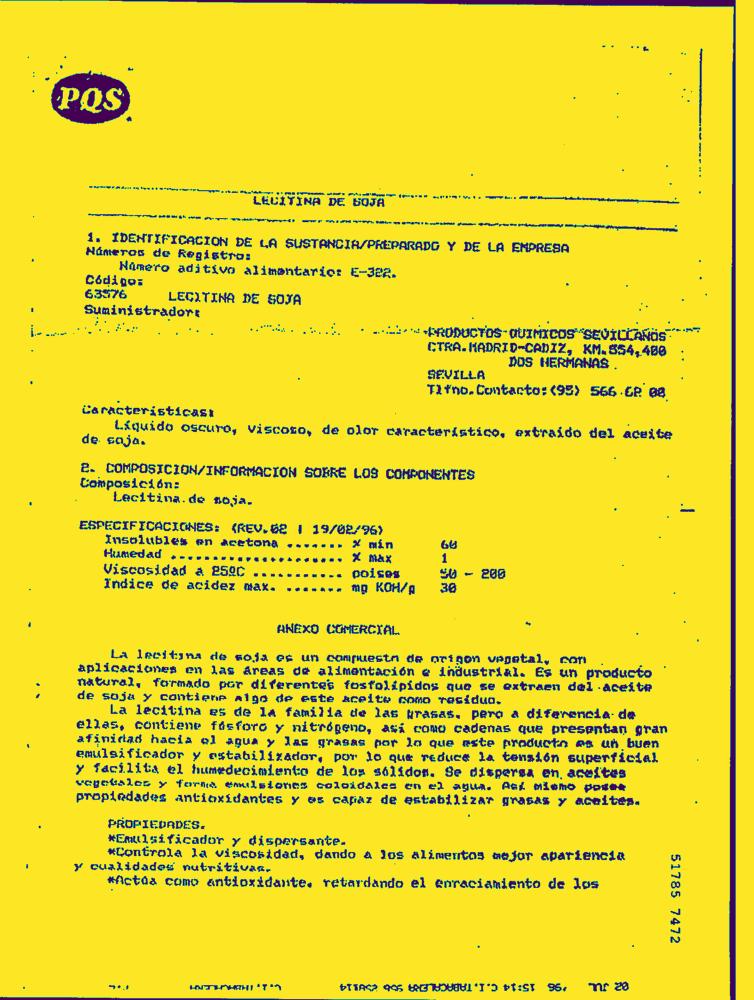 PQS
LECITINA DE SOJA
1. IDENTIFICACION DE LA SUSTANCIA/PREPARADO Y DE LA EMPRESA
Números de Registro:
Número aditivo alimentario: E-322.
Código:
63576 LECITINA DE SOJA
Suministrador:
PRODUCTOS QUIMICOS SEVILLANOS
CTRA.MADRID-CADIZ, KM.554,400
DOS HERMANAS
SEVILLA
Tlfno.Contacto:(95) 566 68 00
Características:
Líquido oscuro, viscoso, de olor característico, extraido del aceite
de soja.
2. COMPOSICION/INFORMACION SOBRE LOS COMPONENTES
Composición:
Lecitina de soja.
ESPECIFICACIONES: (REV.02 | 19/02/96)
Insolubles en acetona ....... % min 60
Humedad .................... % max 1
Viscosidad a 25ºC ........... poises 50 - 200
Indice de acidez max. ....... mg KOH/g 30
ANEXO COMERCIAL
La lecitina de soja es un compuesto de origen vegetal, con
aplicaciones en las áreas de alimentación e industrial. Es un producto
natural, formado por diferentes fosfolípidos que se extraen del aceite
de soja y contiene algo de este aceite como residuo.
La lecitina es de la familia de las grasas, pero a diferencia de
ellas, contiene fósforo y nitrógeno, así como cadenas que presentan gran
afinidad hacia el agua y las grasas por lo que este producto es un buen
emulsificador y estabilizador, por lo que reduce la tensión superficial
y facilita el humedecimiento de los sólidos. Se dispersa en aceites
vegetales y forma emulsiones coloidales en el agua. Así mismo posee
propiedades antioxidantes y es capaz de estabilizar grasas y aceites.
PROPIEDADES.
*Emulsificador y dispersante.
*Controla la viscosidad, dando a los alimentos mejor apariencia
y cualidades nutritivas.
*Actúa como antioxidante, retardando el enraciamiento de los
51785 7472
02 JUL '96 15:14 C.I.TABACALERA